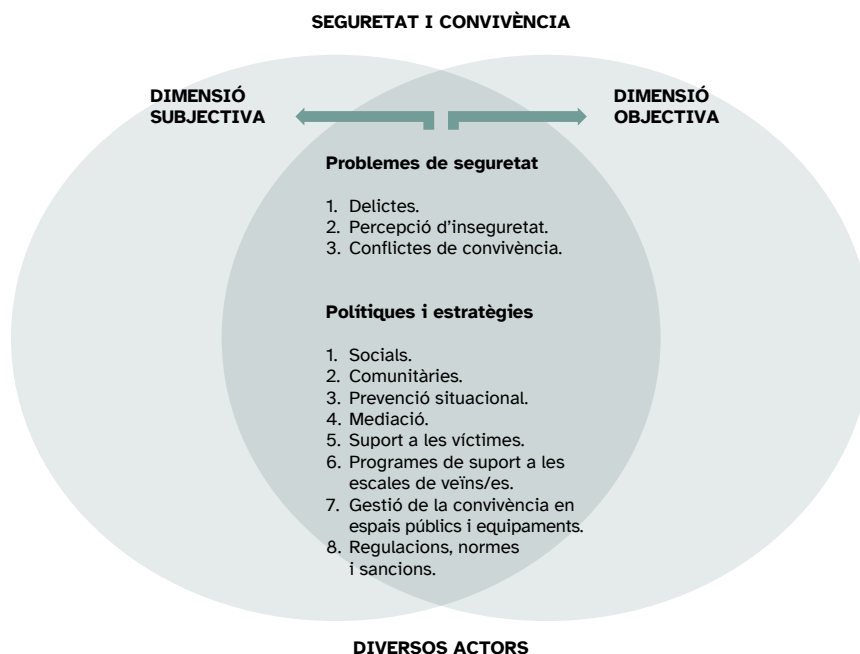 SEGURETAT I CONVIVÈNCIA
DIMENSIÓ
SUBJECTIVA
DIMENSIÓ
OBJECTIVA
Problemes de seguretat
1. Delictes.
2. Percepció d’inseguretat.
3. Conflictes de convivència.
Polítiques i estratègies
1. Socials.
2. Comunitàries.
3. Prevenció situacional.
4. Mediació.
5. Suport a les víctimes.
6. Programes de suport a les
escales de veïns/es.
7. Gestió de la convivència en
espais públics i equipaments.
8. Regulacions, normes
i sancions.
DIVERSOS ACTORS